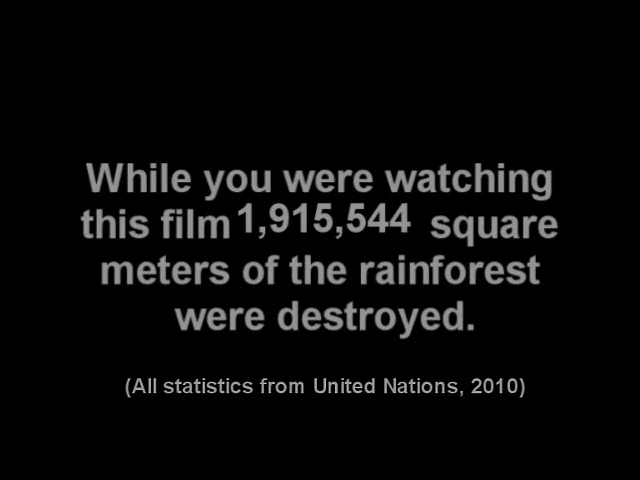 While you were watching
this film 1,915,544 square
meters of the rainforest
were destroyed.
(All statistics from United Nations, 2010)